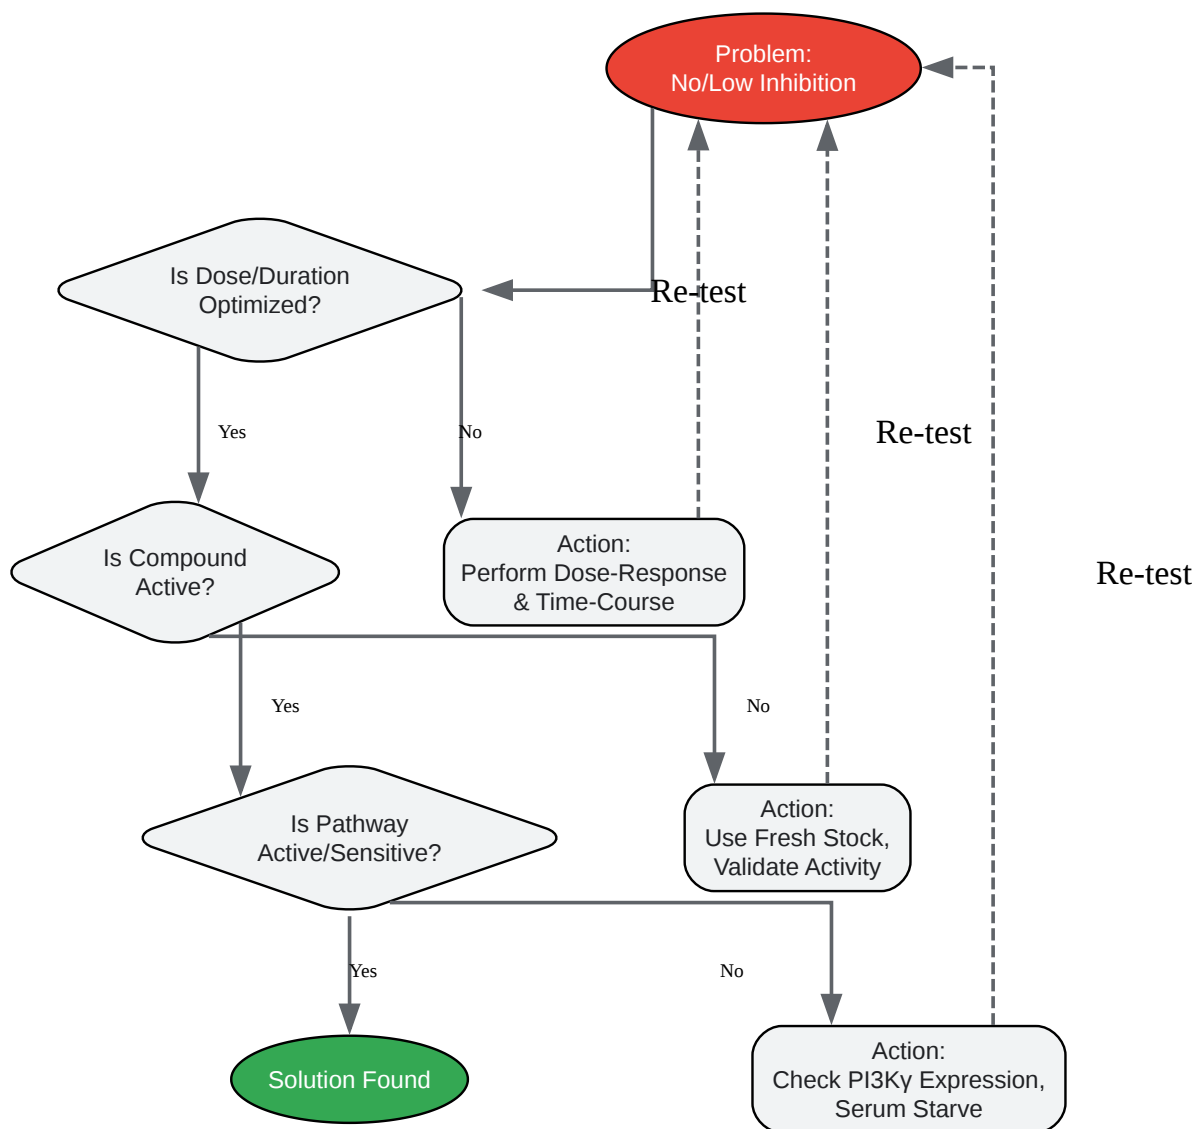 Problem:
No/Low Inhibition
Is Dose/Duration
Optimized?
Re-test
Yes
No
Re-test
Is Compound
Active?
Action:
Perform Dose-Response
& Time-Course
Re-test
Yes
No
Is Pathway
Active/Sensitive?
Action:
Use Fresh Stock,
Validate Activity
Yes
No
Solution Found
Action:
Check PI3Kγ Expression,
Serum Starve